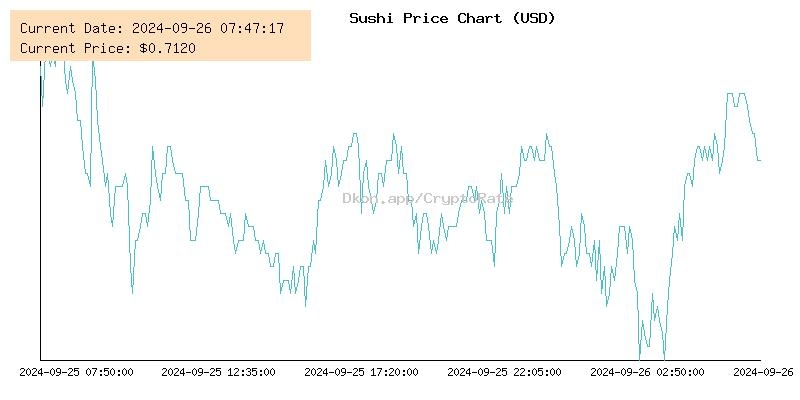 Sushi Price Chart (USD)
Current Date: 2024-09-26 07:47:17
Current Price: $0.7120
Dkon.app/CryptoRate
2024-09-25 07:50:00 2024-09-25 12:35:00 2024-09-25 17:20:00 2024-09-25 22:05:00 2024-09-26 02:50:00 2024-09-26